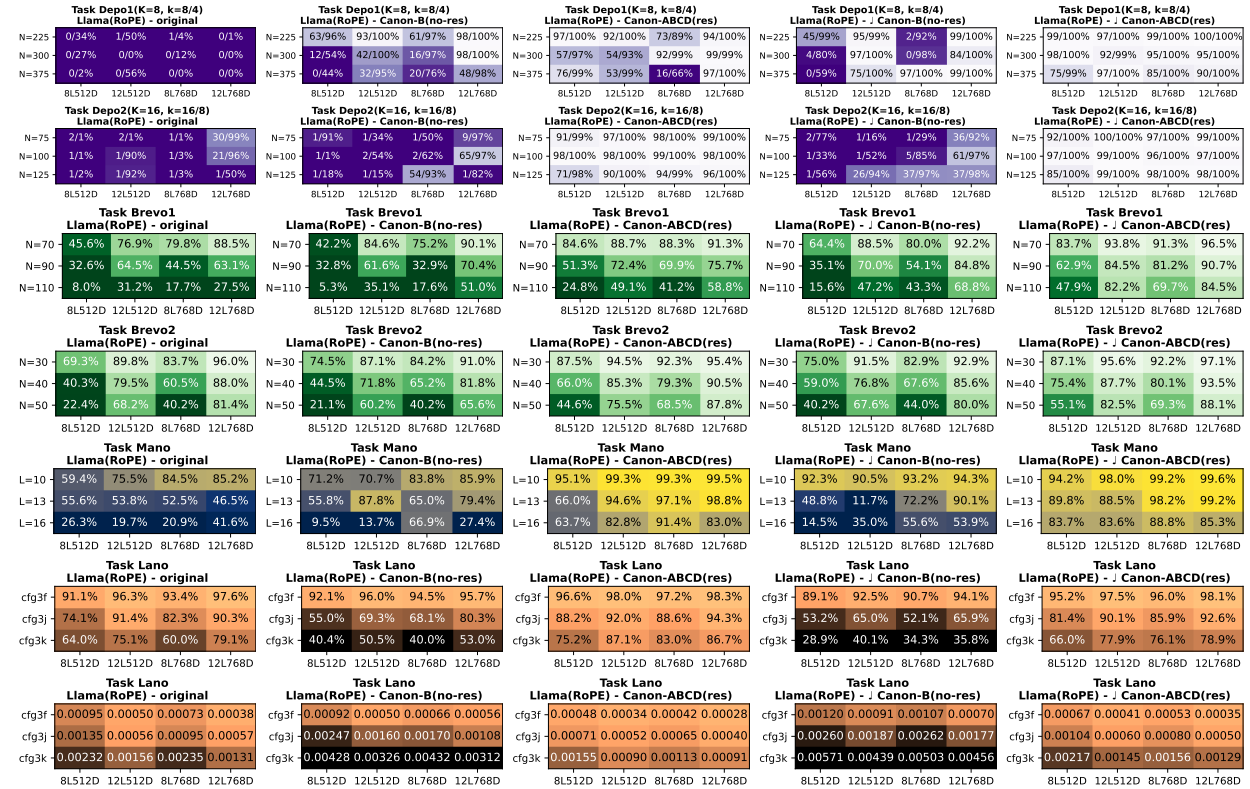 Task Depo1(K=8, k=8/4) Task Depo1(K=8, k=8/4) Task Depo1(K=8, k=8/4) Task Depo1(K=8, k=8/4) Task Depo1(K=8, k=8/4)
Llama(RoPE) - original Llama(RoPE) - Canon-B(no-res) Llama(RoPE) - Canon-ABCD(res) Llama(RoPE) - ♩ Canon-B(no-res) Llama(RoPE) - ♩ Canon-ABCD(res)
N=225 0/34% 1/50% 1/4% 0/1% N=225 63/96% 93/100% 61/97% 98/100% N=225 97/100% 92/100% 73/89% 96/100% N=225 45/99% 95/99% 2/92% 99/100% N=225 99/100% 97/100% 97/100% 100/100%
N=300 0/27% 0/0% 0/12% 0/0% N=300 12/54% 42/100% 16/97% 98/100% N=300 57/97% 54/93% 92/99% 99/99% N=300 4/80% 97/100% 0/98% 84/100% N=300 98/100% 92/99% 95/100% 95/100%
N=375 0/2% 0/56% 0/0% 0/0% N=375 0/44% 32/95% 20/76% 48/98% N=375 76/99% 53/99% 16/66% 97/100% N=375 0/59% 75/100% 97/100% 99/100% N=375 75/99% 97/100% 85/100% 90/100%
8L512D 12L512D 8L768D 12L768D 8L512D 12L512D 8L768D 12L768D 8L512D 12L512D 8L768D 12L768D 8L512D 12L512D 8L768D 12L768D 8L512D 12L512D 8L768D 12L768D
Task Depo2(K=16, k=16/8) Task Depo2(K=16, k=16/8) Task Depo2(K=16, k=16/8) Task Depo2(K=16, k=16/8) Task Depo2(K=16, k=16/8)
Llama(RoPE) - original Llama(RoPE) - Canon-B(no-res) Llama(RoPE) - Canon-ABCD(res) Llama(RoPE) - ♩ Canon-B(no-res) Llama(RoPE) - ♩ Canon-ABCD(res)
N=75 2/1% 2/1% 1/1% 30/99% N=75 1/91% 1/34% 1/50% 9/97% N=75 91/99% 97/100% 98/100% 99/100% N=75 2/77% 1/16% 1/29% 36/92% N=75 92/100% 100/100% 97/100% 99/100%
N=100 1/1% 1/90% 1/3% 21/96% N=100 1/1% 2/54% 2/62% 65/97% N=100 98/100% 98/100% 99/100% 98/100% N=100 1/33% 1/52% 5/85% 61/97% N=100 97/100% 99/100% 96/100% 98/100%
N=125 1/2% 1/92% 1/3% 1/50% N=125 1/18% 1/15% 54/93% 1/82% N=125 71/98% 90/100% 94/99% 96/100% N=125 1/56% 26/94% 37/97% 37/98% N=125 85/100% 99/100% 98/100% 98/100%
8L512D 12L512D 8L768D 12L768D 8L512D 12L512D 8L768D 12L768D 8L512D 12L512D 8L768D 12L768D 8L512D 12L512D 8L768D 12L768D 8L512D 12L512D 8L768D 12L768D
Task Brevo1 Task Brevo1 Task Brevo1 Task Brevo1 Task Brevo1
Llama(RoPE) - original Llama(RoPE) - Canon-B(no-res) Llama(RoPE) - Canon-ABCD(res) Llama(RoPE) - ♩ Canon-B(no-res) Llama(RoPE) - ♩ Canon-ABCD(res)
N=70 45.6% 76.9% 79.8% 88.5% N=70 42.2% 84.6% 75.2% 90.1% N=70 84.6% 88.7% 88.3% 91.3% N=70 64.4% 88.5% 80.0% 92.2% N=70 83.7% 93.8% 91.3% 96.5%
N=90 32.6% 64.5% 44.5% 63.1% N=90 32.8% 61.6% 32.9% 70.4% N=90 51.3% 72.4% 69.9% 75.7% N=90 35.1% 70.0% 54.1% 84.8% N=90 62.9% 84.5% 81.2% 90.7%
N=110 8.0% 31.2% 17.7% 27.5% N=110 5.3% 35.1% 17.6% 51.0% N=110 24.8% 49.1% 41.2% 58.8% N=110 15.6% 47.2% 43.3% 68.8% N=110 47.9% 82.2% 69.7% 84.5%
8L512D 12L512D 8L768D 12L768D 8L512D 12L512D 8L768D 12L768D 8L512D 12L512D 8L768D 12L768D 8L512D 12L512D 8L768D 12L768D 8L512D 12L512D 8L768D 12L768D
Task Brevo2 Task Brevo2 Task Brevo2 Task Brevo2 Task Brevo2
Llama(RoPE) - original Llama(RoPE) - Canon-B(no-res) Llama(RoPE) - Canon-ABCD(res) Llama(RoPE) - ♩ Canon-B(no-res) Llama(RoPE) - ♩ Canon-ABCD(res)
N=30 69.3% 89.8% 83.7% 96.0% N=30 74.5% 87.1% 84.2% 91.0% N=30 87.5% 94.5% 92.3% 95.4% N=30 75.0% 91.5% 82.9% 92.9% N=30 87.1% 95.6% 92.2% 97.1%
N=40 40.3% 79.5% 60.5% 88.0% N=40 44.5% 71.8% 65.2% 81.8% N=40 66.0% 85.3% 79.3% 90.5% N=40 59.0% 76.8% 67.6% 85.6% N=40 75.4% 87.7% 80.1% 93.5%
N=50 22.4% 68.2% 40.2% 81.4% N=50 21.1% 60.2% 40.2% 65.6% N=50 44.6% 75.5% 68.5% 87.8% N=50 40.2% 67.6% 44.0% 80.0% N=50 55.1% 82.5% 69.3% 88.1%
8L512D 12L512D 8L768D 12L768D 8L512D 12L512D 8L768D 12L768D 8L512D 12L512D 8L768D 12L768D 8L512D 12L512D 8L768D 12L768D 8L512D 12L512D 8L768D 12L768D
Task Mano Task Mano Task Mano Task Mano Task Mano
Llama(RoPE) - original Llama(RoPE) - Canon-B(no-res) Llama(RoPE) - Canon-ABCD(res) Llama(RoPE) - ♩ Canon-B(no-res) Llama(RoPE) - ♩ Canon-ABCD(res)
L=10 59.4% 75.5% 84.5% 85.2% L=10 71.2% 70.7% 83.8% 85.9% L=10 95.1% 99.3% 99.3% 99.5% L=10 92.3% 90.5% 93.2% 94.3% L=10 94.2% 98.0% 99.2% 99.6%
L=13 55.6% 53.8% 52.5% 46.5% L=13 55.8% 87.8% 65.0% 79.4% L=13 66.0% 94.6% 97.1% 98.8% L=13 48.8% 11.7% 72.2% 90.1% L=13 89.8% 88.5% 98.2% 99.2%
L=16 26.3% 19.7% 20.9% 41.6% L=16 9.5% 13.7% 66.9% 27.4% L=16 63.7% 82.8% 91.4% 83.0% L=16 14.5% 35.0% 55.6% 53.9% L=16 83.7% 83.6% 88.8% 85.3%
8L512D 12L512D 8L768D 12L768D 8L512D 12L512D 8L768D 12L768D 8L512D 12L512D 8L768D 12L768D 8L512D 12L512D 8L768D 12L768D 8L512D 12L512D 8L768D 12L768D
Task Lano Task Lano Task Lano Task Lano Task Lano
Llama(RoPE) - original Llama(RoPE) - Canon-B(no-res) Llama(RoPE) - Canon-ABCD(res) Llama(RoPE) - ♩ Canon-B(no-res) Llama(RoPE) - ♩ Canon-ABCD(res)
cfg3f 91.1% 96.3% 93.4% 97.6% cfg3f 92.1% 96.0% 94.5% 95.7% cfg3f 96.6% 98.0% 97.2% 98.3% cfg3f 89.1% 92.5% 90.7% 94.1% cfg3f 95.2% 97.5% 96.0% 98.1%
cfg3j 74.1% 91.4% 82.3% 90.3% cfg3j 55.0% 69.3% 68.1% 80.3% cfg3j 88.2% 92.0% 88.6% 94.3% cfg3j 53.2% 65.0% 52.1% 65.9% cfg3j 81.4% 90.1% 85.9% 92.6%
cfg3k 64.0% 75.1% 60.0% 79.1% cfg3k 40.4% 50.5% 40.0% 53.0% cfg3k 75.2% 87.1% 83.0% 86.7% cfg3k 28.9% 40.1% 34.3% 35.8% cfg3k 66.0% 77.9% 76.1% 78.9%
8L512D 12L512D 8L768D 12L768D 8L512D 12L512D 8L768D 12L768D 8L512D 12L512D 8L768D 12L768D 8L512D 12L512D 8L768D 12L768D 8L512D 12L512D 8L768D 12L768D
Task Lano Task Lano Task Lano Task Lano Task Lano
Llama(RoPE) - original Llama(RoPE) - Canon-B(no-res) Llama(RoPE) - Canon-ABCD(res) Llama(RoPE) - ♩ Canon-B(no-res) Llama(RoPE) - ♩ Canon-ABCD(res)
cfg3f 0.00095 0.00050 0.00073 0.00038 cfg3f 0.00092 0.00050 0.00066 0.00056 cfg3f 0.00048 0.00034 0.00042 0.00028 cfg3f 0.00120 0.00091 0.00107 0.00070 cfg3f 0.00067 0.00041 0.00053 0.00035
cfg3j 0.00135 0.00056 0.00095 0.00057 cfg3j 0.00247 0.00160 0.00170 0.00108 cfg3j 0.00071 0.00052 0.00065 0.00040 cfg3j 0.00260 0.00187 0.00262 0.00177 cfg3j 0.00104 0.00060 0.00080 0.00050
cfg3k 0.00232 0.00156 0.00235 0.00131 cfg3k 0.00428 0.00326 0.00432 0.00312 cfg3k 0.00155 0.00090 0.00113 0.00091 cfg3k 0.00571 0.00439 0.00503 0.00456 cfg3k 0.00217 0.00145 0.00156 0.00129
8L512D 12L512D 8L768D 12L768D 8L512D 12L512D 8L768D 12L768D 8L512D 12L512D 8L768D 12L768D 8L512D 12L512D 8L768D 12L768D 8L512D 12L512D 8L768D 12L768D